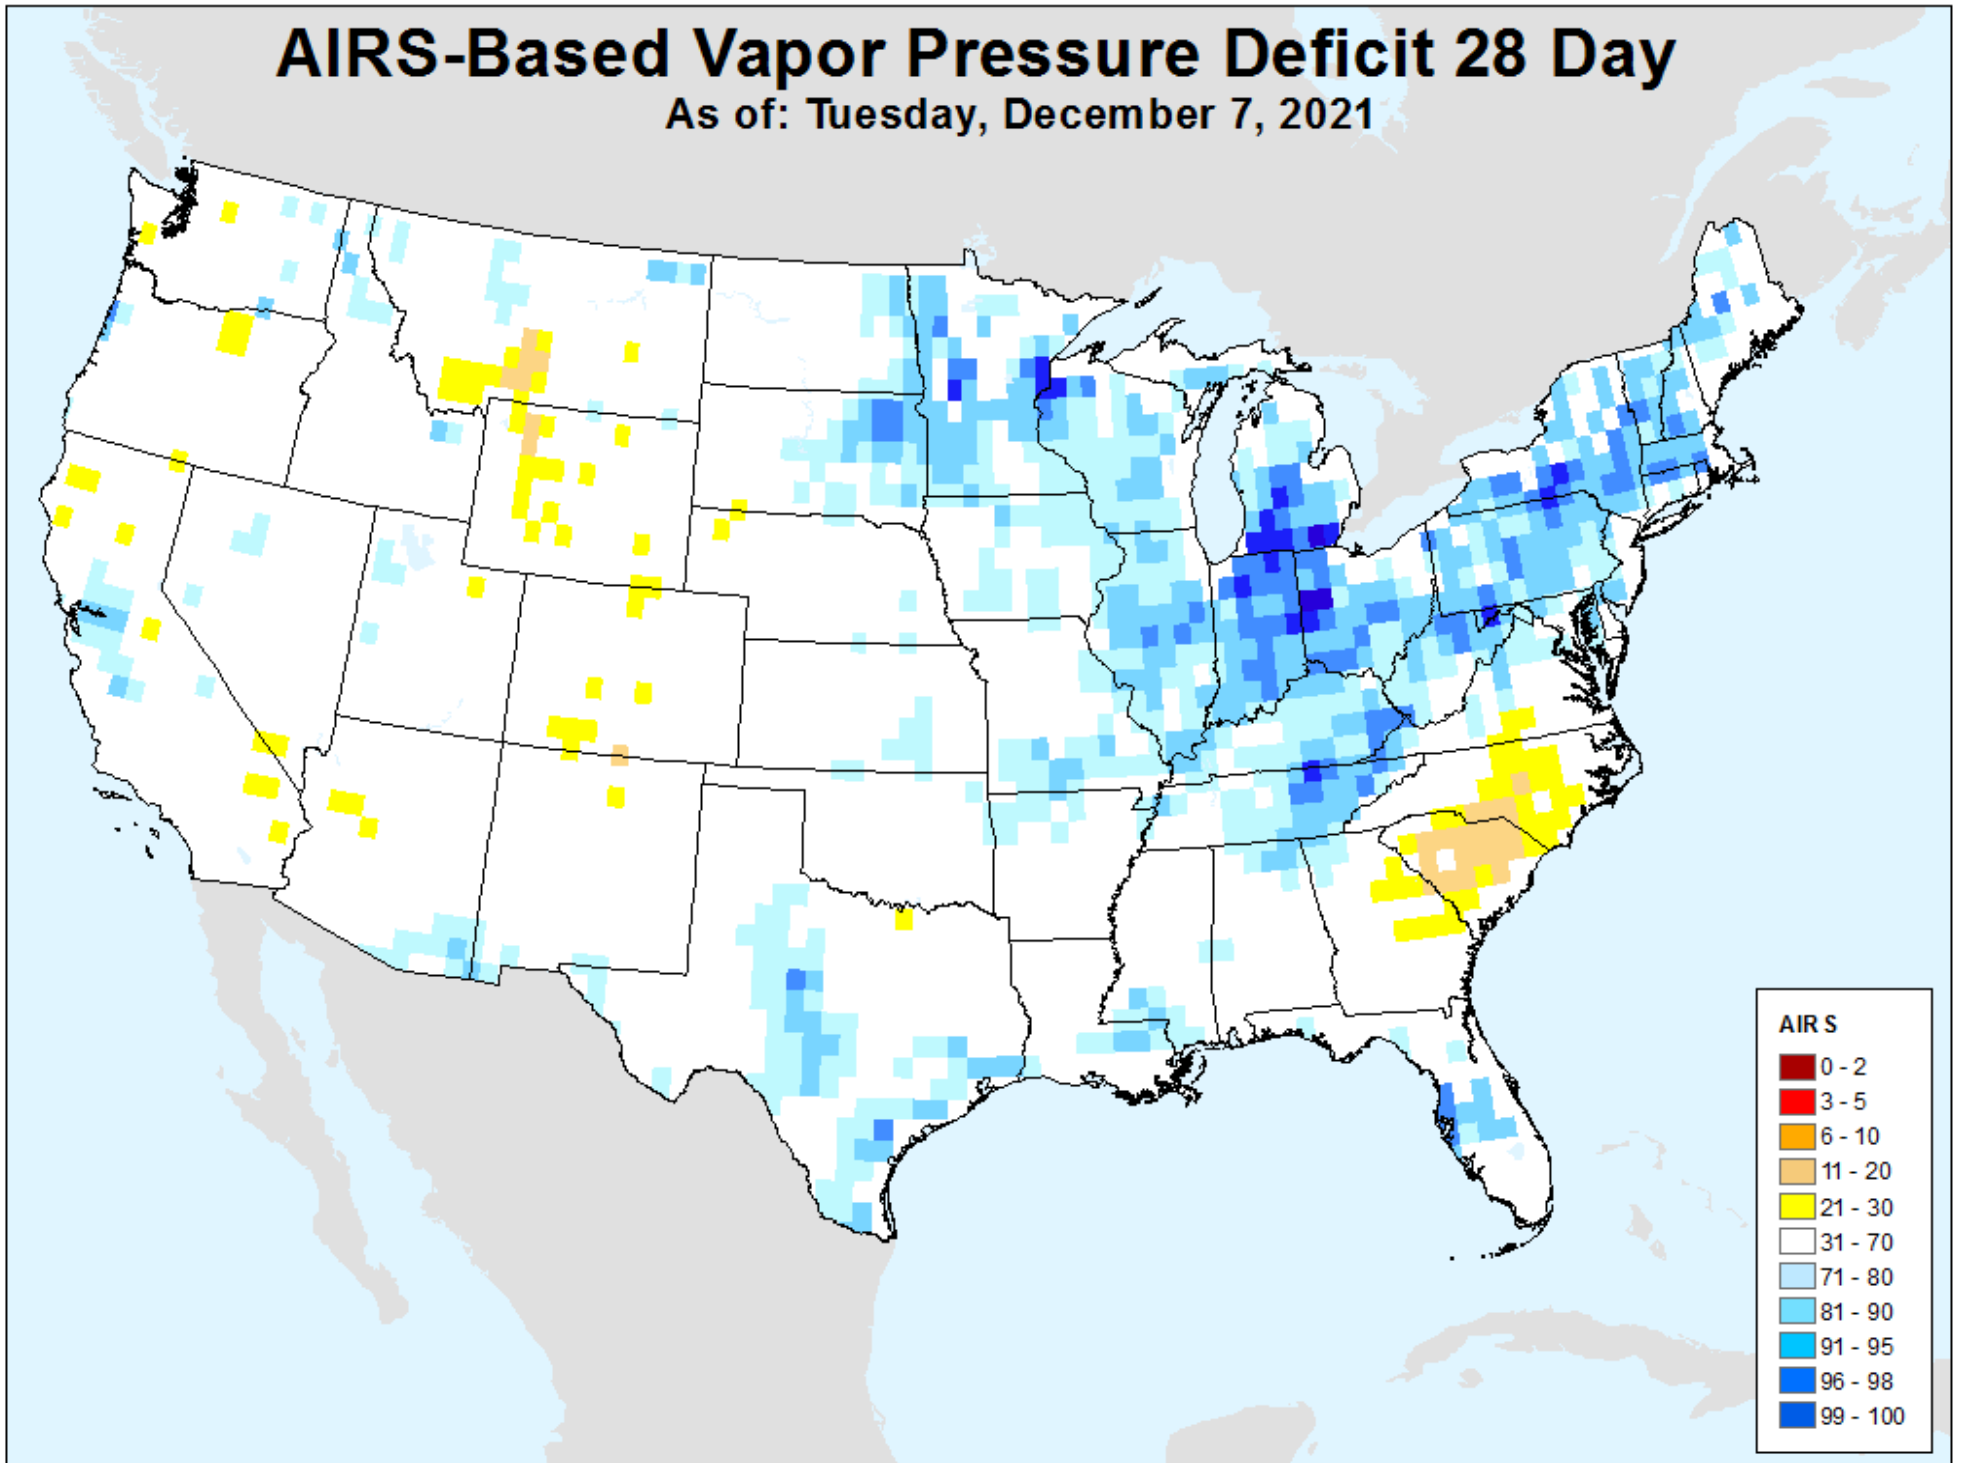 AIRS-Based Vapor Pressure Deficit 28 Day
As of: Tuesday, December 7, 2021
AIRS
0 - 2
3 - 5
6 - 10
11 - 20
21 - 30
31 - 70
71 - 80
81 - 90
91 - 95
96 - 98
99 - 100